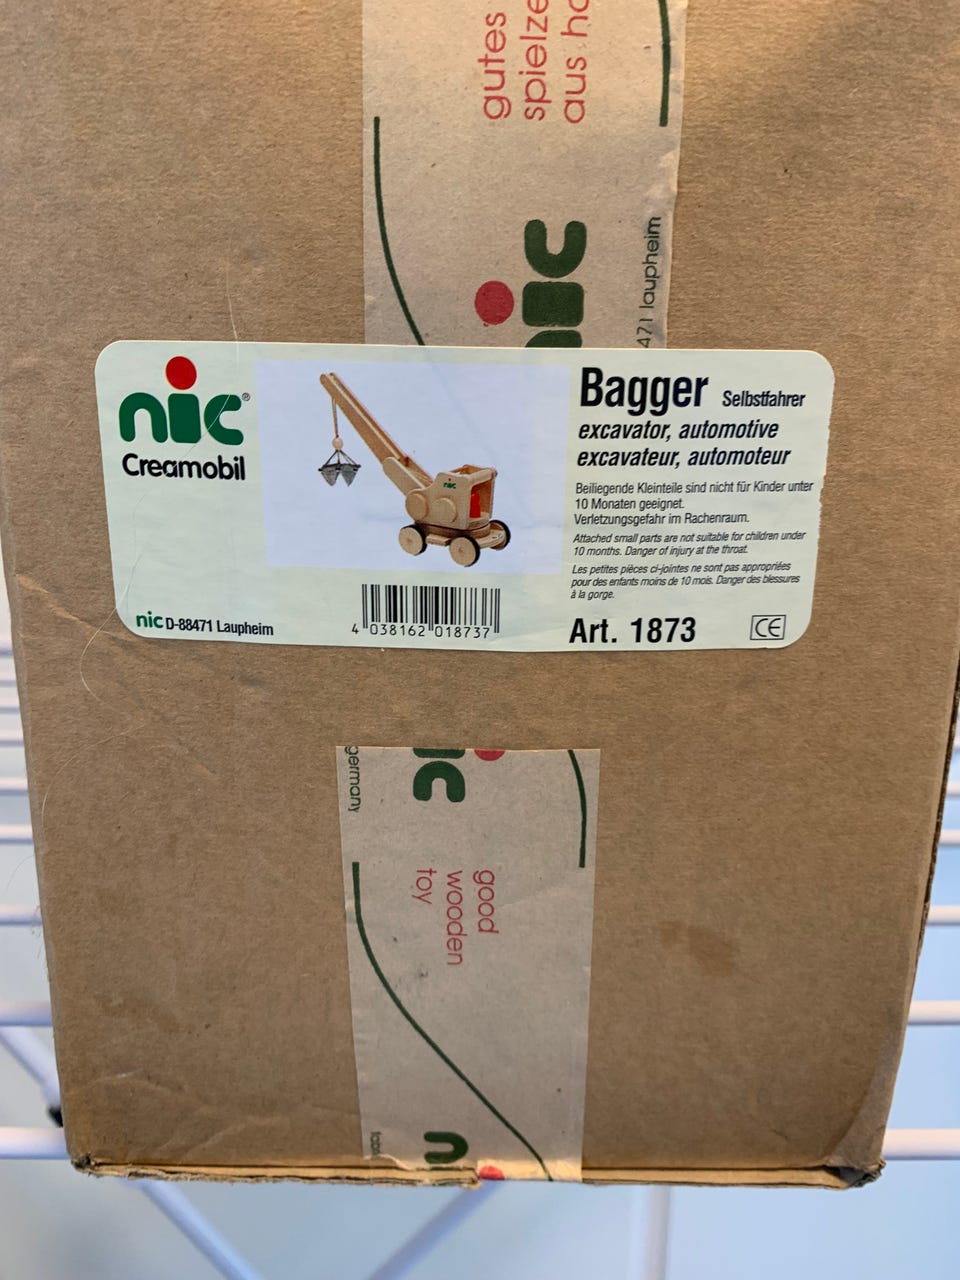 gutes
spielze
aus ho
nic
471 laupheim
nic®
Creamobil
nic
Bagger Selbstfahrer
excavator, automotive
excavateur, automoteur
Beiliegende Kleinteile sind nicht für Kinder unter
10 Monaten geeignet.
Verletzungsgefahr im Rachenraum.
Attached small parts are not suitable for children under
10 months. Danger of injury at the throat.
Les petites pièces ci-jointes ne sont pas appropriées
pour des enfants moins de 10 mois. Danger des blessures
à la gorge.
nic D-88471 Laupheim
4 038162 018737
Art. 1873
CE
germany
ic
good
wooden
toy
n